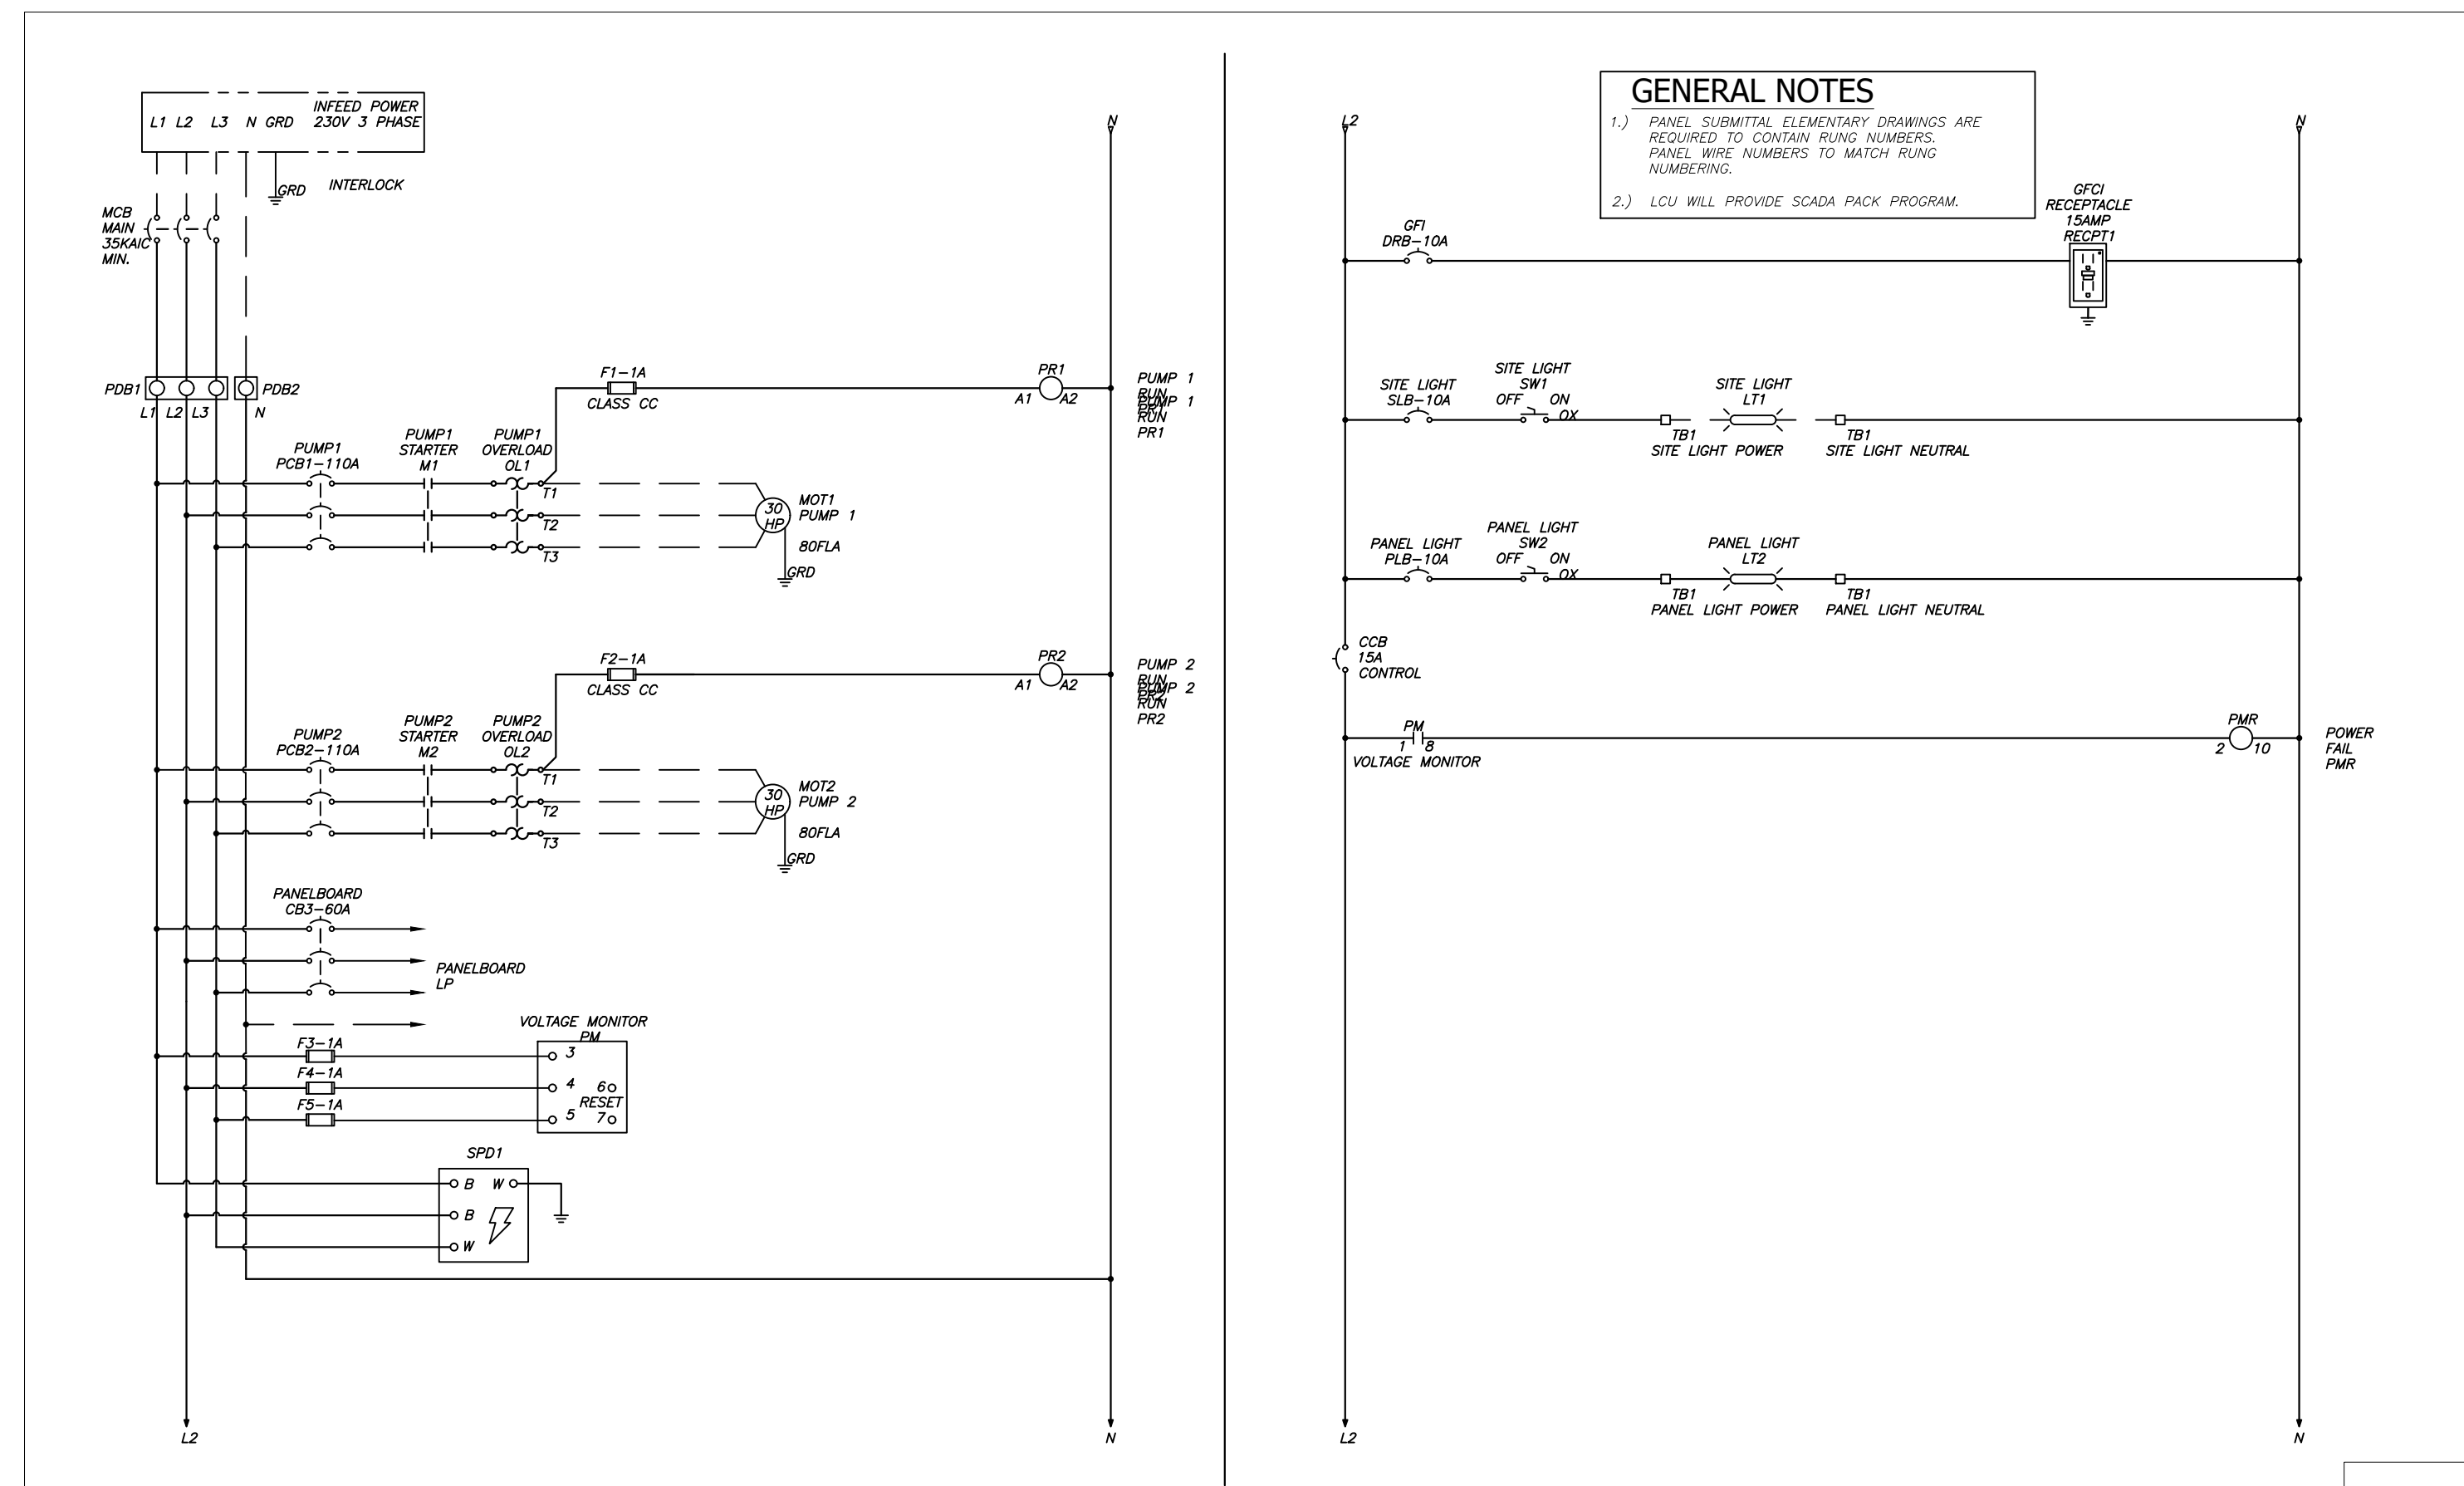 INFEED POWER
L1 L2 L3 N GRD 230V 3 PHASE
GRD INTERLOCK
MCB
MAIN
35KAIC
MIN.
PDB1 PDB2
L1 L2 L3 N
F1-1A
CLASS CC
PR1
A1 A2
N
PUMP 1
RUN
PR1
PUMP 1
RUN
PR1
PUMP1
PCB1-110A
PUMP1
STARTER
M1
PUMP1
OVERLOAD
OL1
T1
T2
T3
30
HP
MOT1
PUMP 1
80FLA
GRD
F2-1A
CLASS CC
PR2
A1 A2
PUMP 2
RUN
PR2
PUMP 2
RUN
PR2
PUMP2
PCB2-110A
PUMP2
STARTER
M2
PUMP2
OVERLOAD
OL2
T1
T2
T3
30
HP
MOT2
PUMP 2
80FLA
GRD
PANELBOARD
CB3-60A
PANELBOARD
LP
VOLTAGE MONITOR
PM
F3-1A
F4-1A
F5-1A
3
4 6
RESET
5 7
SPD1
B W
B
W
L2
N
GENERAL NOTES
1.) PANEL SUBMITTAL ELEMENTARY DRAWINGS ARE
REQUIRED TO CONTAIN RUNG NUMBERS.
PANEL WIRE NUMBERS TO MATCH RUNG
NUMBERING.
2.) LCU WILL PROVIDE SCADA PACK PROGRAM.
L2
N
GFI
DRB-10A
GFCI
RECEPTACLE
15AMP
RECPT1
SITE LIGHT
SLB-10A
SITE LIGHT
SW1
OFF ON
OX
SITE LIGHT
LT1
TB1
SITE LIGHT POWER
TB1
SITE LIGHT NEUTRAL
PANEL LIGHT
PLB-10A
PANEL LIGHT
SW2
OFF ON
OX
PANEL LIGHT
LT2
TB1
PANEL LIGHT POWER
TB1
PANEL LIGHT NEUTRAL
CCB
15A
CONTROL
PM
1 8
VOLTAGE MONITOR
PMR
2 10
POWER
FAIL
PMR
L2
N